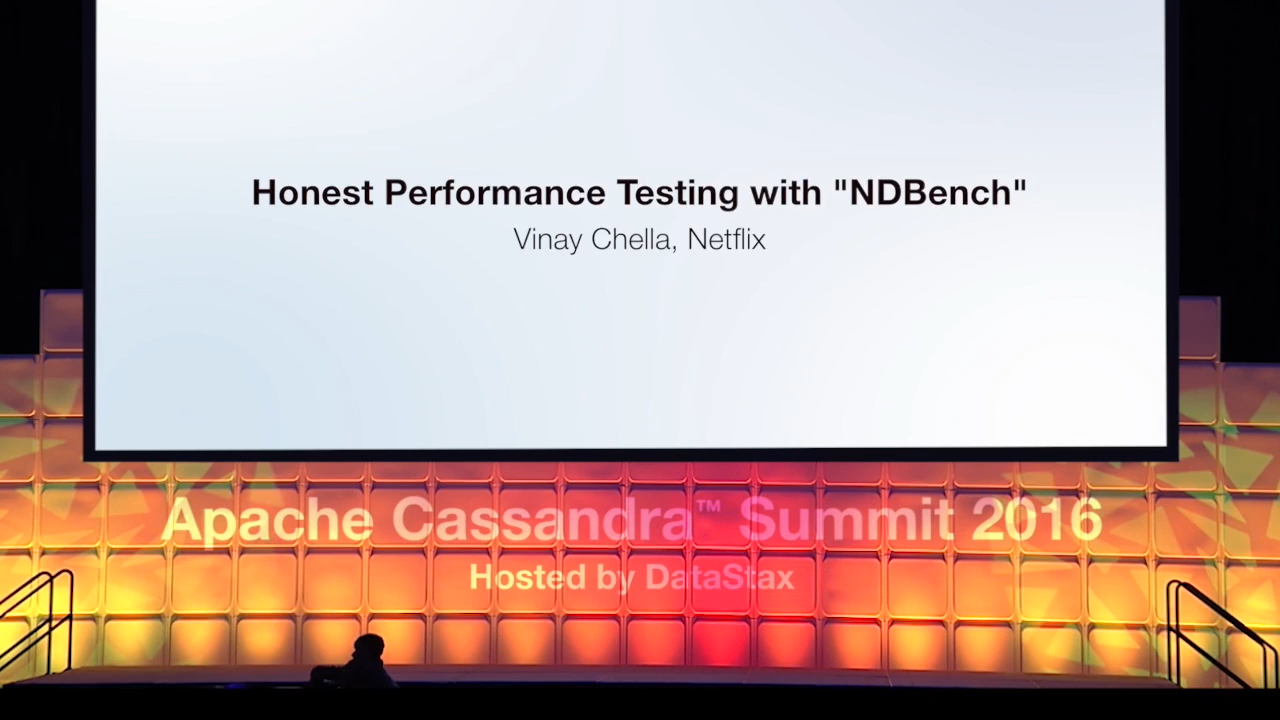 Honest Performance Testing with "NDBench"
Vinay Chella, Netflix
Apache Cassandra™ Summit 2016
Hosted by DataStax